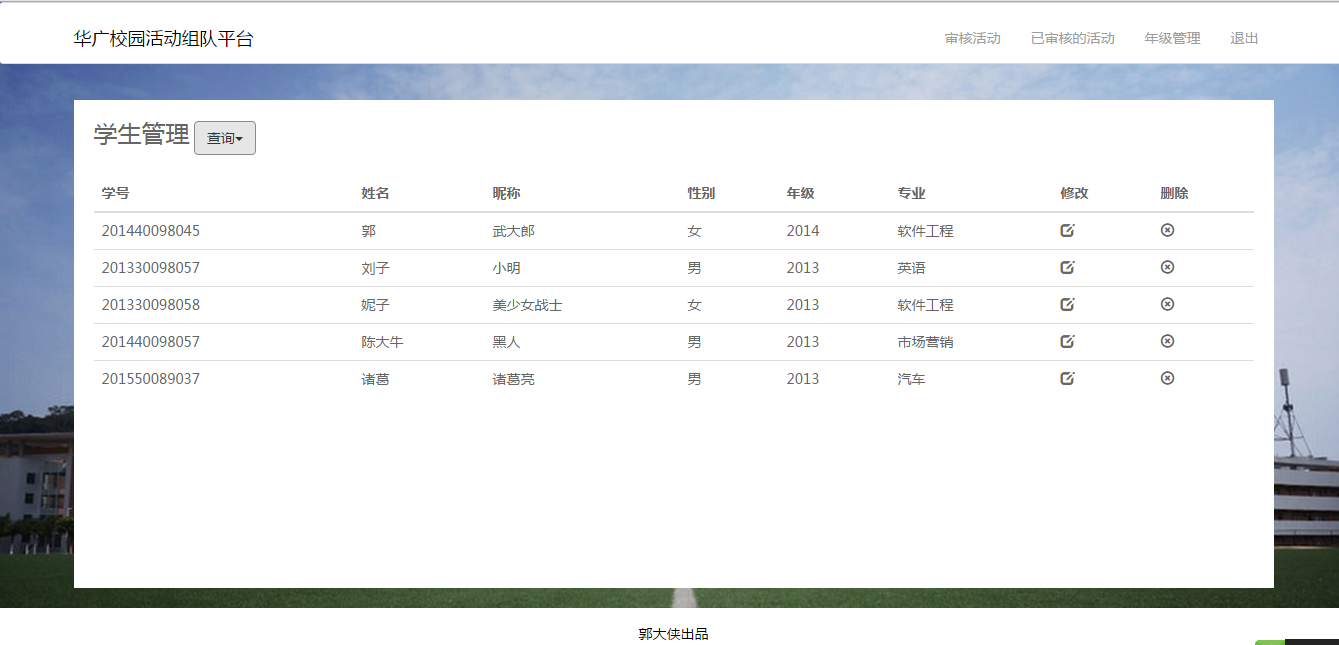 华广校园活动组队平台 审核活动 已审核的活动 年级管理 退出
学生管理 查询
学号 姓名 昵称 性别 年级 专业 修改 删除
201440098045 郭 武大郎 女 2014 软件工程
201330098057 刘子 小明 男 2013 英语
201330098058 妮子 美少女战士 女 2013 软件工程
201440098057 陈大牛 黑人 男 2013 市场营销
201550089037 诸葛 诸葛亮 男 2013 汽车
郭大侠出品